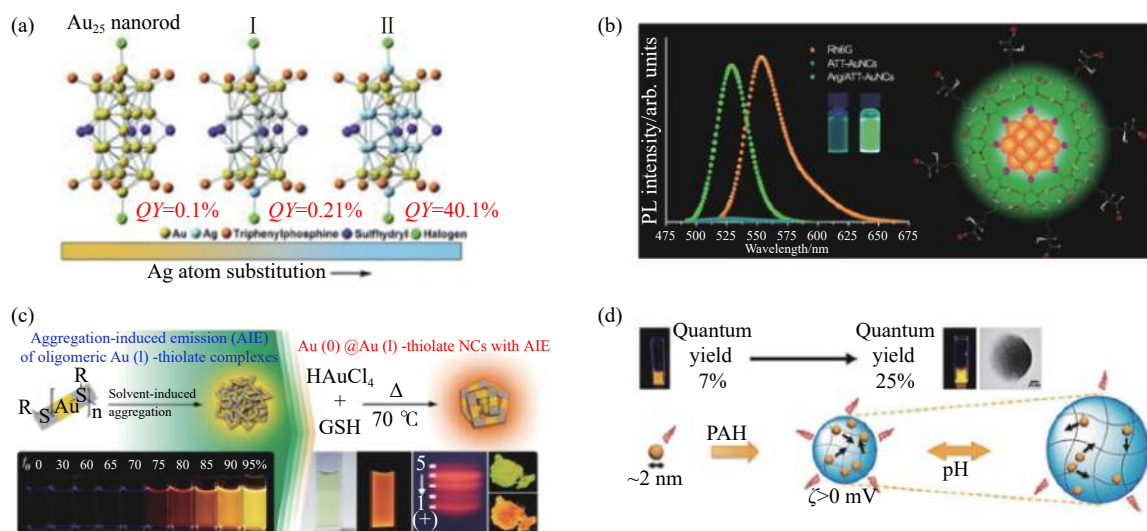 (a)
Au25 nanorod
I
II
QY=0.1%
QY=0.21%
QY=40.1%
Au Ag Triphenylphosphine Sulfhydryl Halogen
Ag atom substitution
(b)
PL intensity/arb. units
Rh6G
ATT-AuNCs
Arg/ATT-AuNCs
475 500 525 550 575 600 625 650 675
Wavelength/nm
(c)
Aggregation-induced emission (AIE)
of oligomeric Au (l) -thiolate complexes
R
S
Au
S
R
n
Solvent-induced
aggregation
0 30 60 65 70 75 80 85 90 95%
Au (0) @Au (l) -thiolate NCs with AIE
HAuCl4
+
GSH
Δ
70 ℃
5
1
(+)
(d)
Quantum
yield
7%
Quantum
yield
25%
~2 nm
PAH
ζ>0 mV
pH